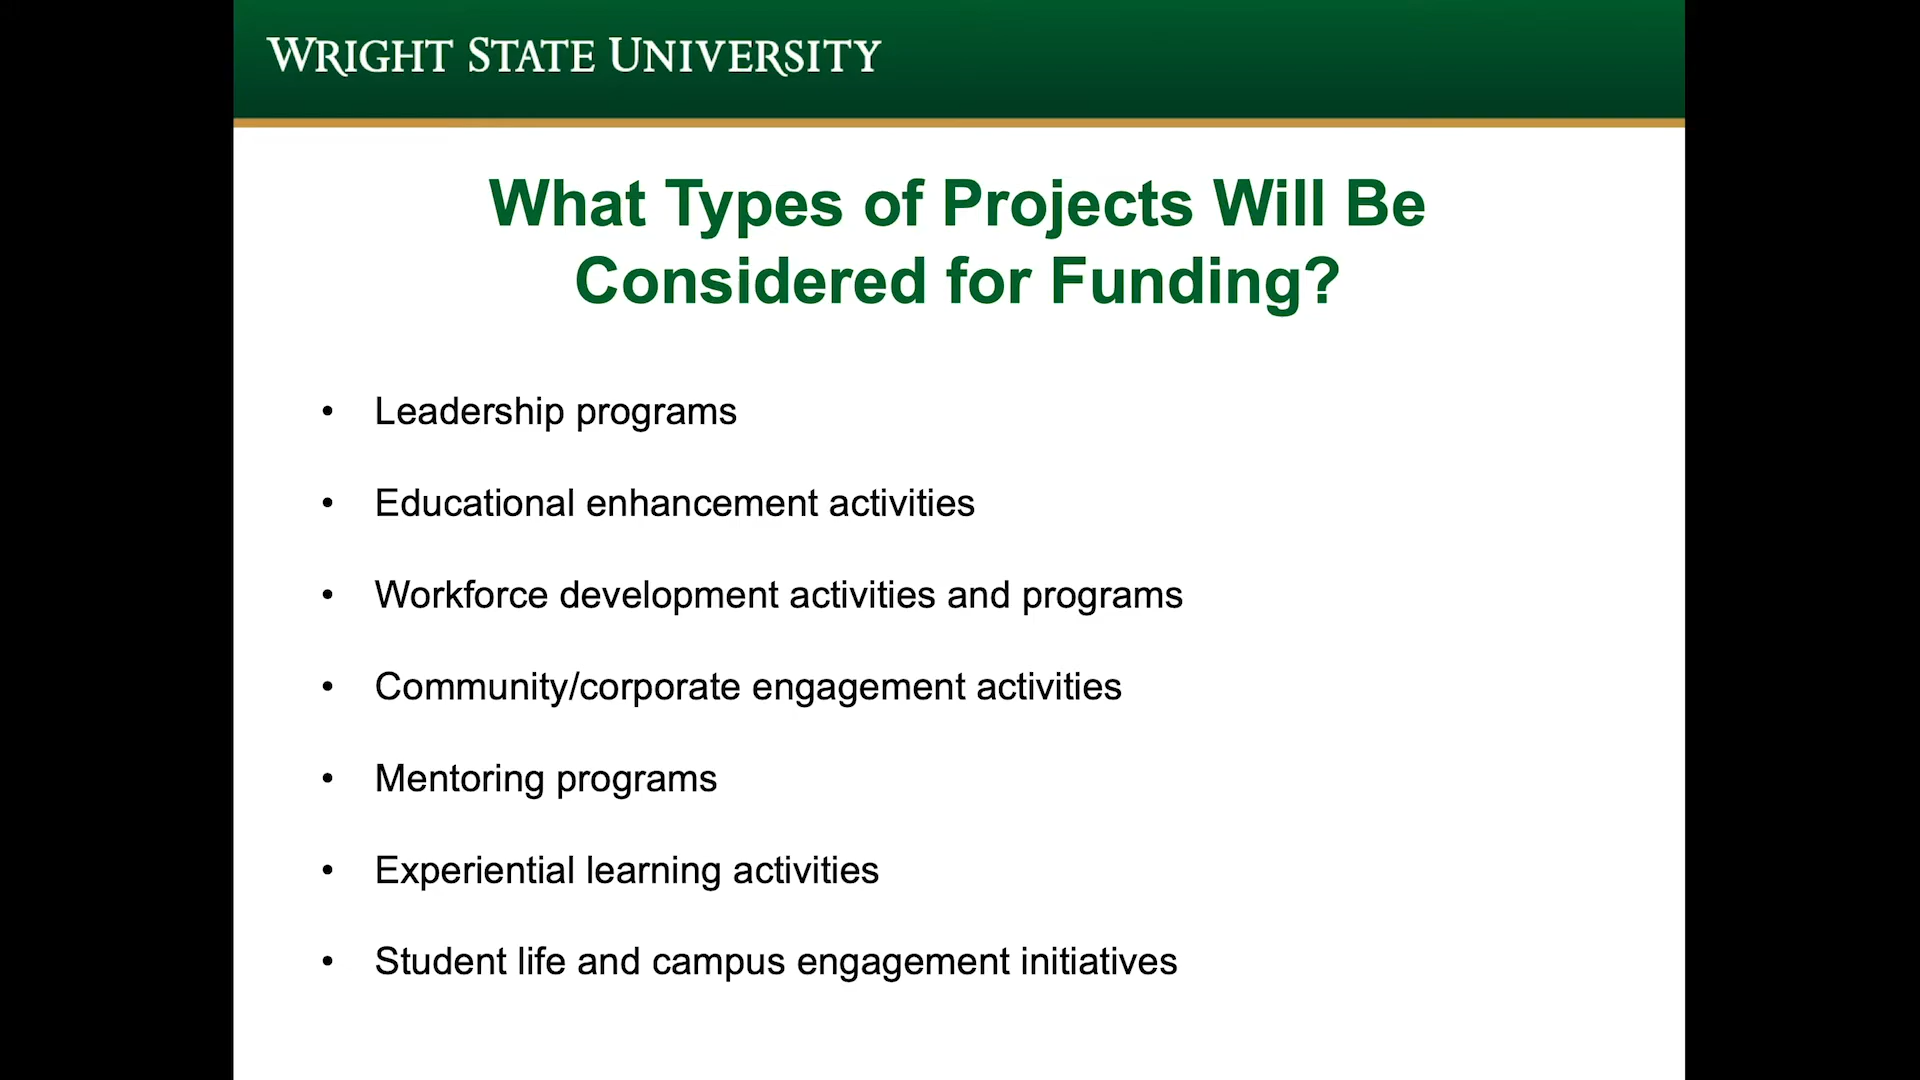 WRIGHT STATE UNIVERSITY
What Types of Projects Will Be
Considered for Funding?
• Leadership programs
• Educational enhancement activities
• Workforce development activities and programs
• Community/corporate engagement activities
• Mentoring programs
• Experiential learning activities
• Student life and campus engagement initiatives